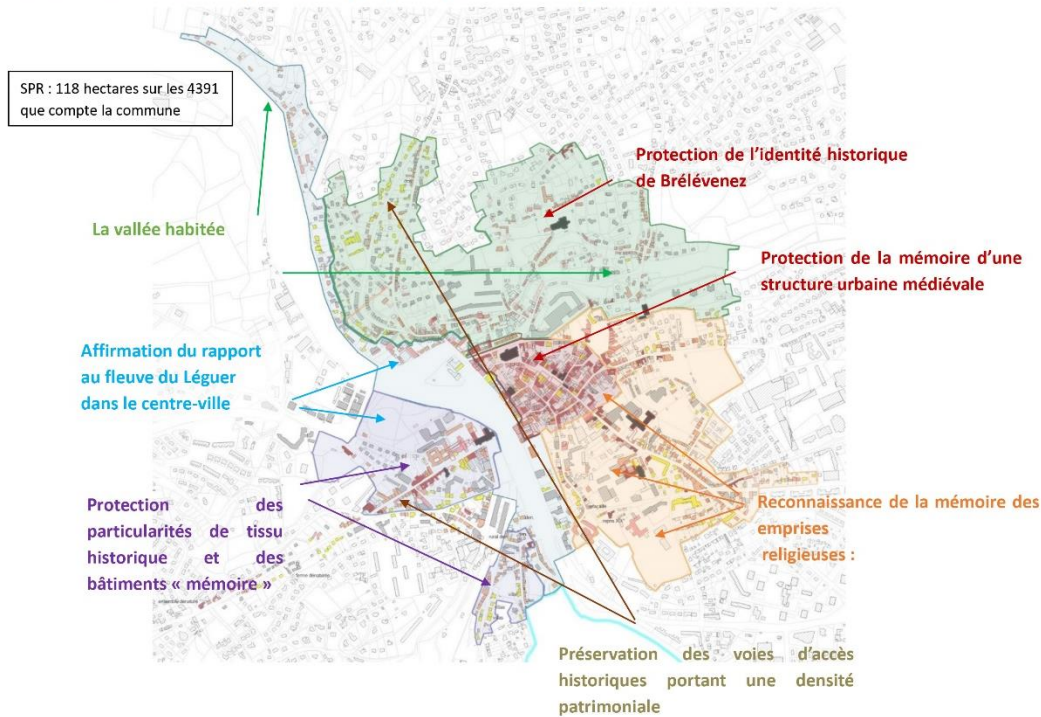 SPR : 118 hectares sur les 4391
que compte la commune
Protection de l'identité historique
de Brélévenez
La vallée habitée
Protection de la mémoire d'une
structure urbaine médiévale
Affirmation du rapport
au fleuve du Léguer
dans le centre-ville
Protection des
particularités de tissu
historique et des
bâtiments « mémoire »
Reconnaissance de la mémoire des
emprises
religieuses :
Préservation des voies d'accès
historiques portant une densité
patrimoniale